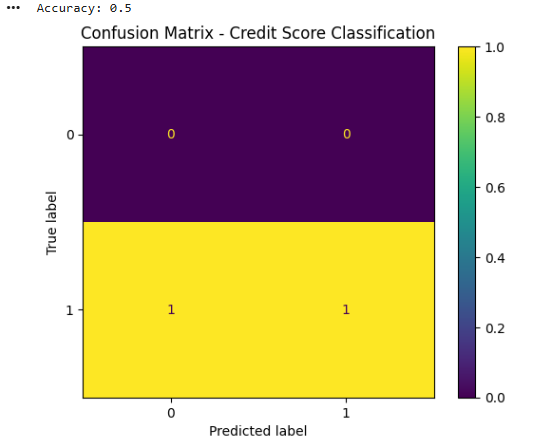 ••• Accuracy: 0.5
Confusion Matrix - Credit Score Classification
1.0
0.8
0.6
0.4
0.2
0.0
True label
0
0 0
1
1 1
0 1
Predicted label